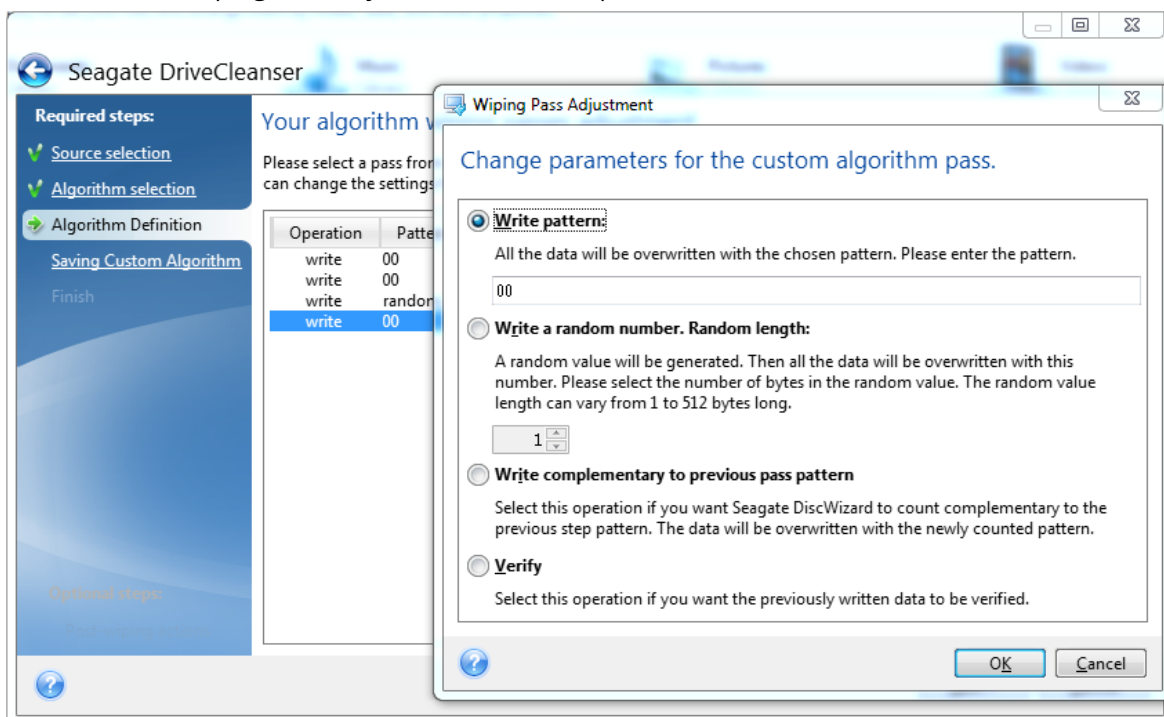 Seagate DriveCleanser
Required steps:
Source selection
Algorithm selection
Algorithm Definition
Saving Custom Algorithm
Finish
Optional steps:
Your algorithm
Please select a pass
can change the settings
Operation Patte
write 00
write 00
write random
write 00
Wiping Pass Adjustment
Change parameters for the custom algorithm pass.
Write pattern:
All the data will be overwritten with the chosen pattern. Please enter the pattern.
00
Write a random number. Random length:
A random value will be generated. Then all the data will be overwritten with this
number. Please select the number of bytes in the random value. The random value
length can vary from 1 to 512 bytes long.
1
Write complementary to previous pass pattern
Select this operation if you want Seagate DiscWizard to count complementary to the
previous step pattern. The data will be overwritten with the newly counted pattern.
Verify
Select this operation if you want the previously written data to be verified.
OK
Cancel